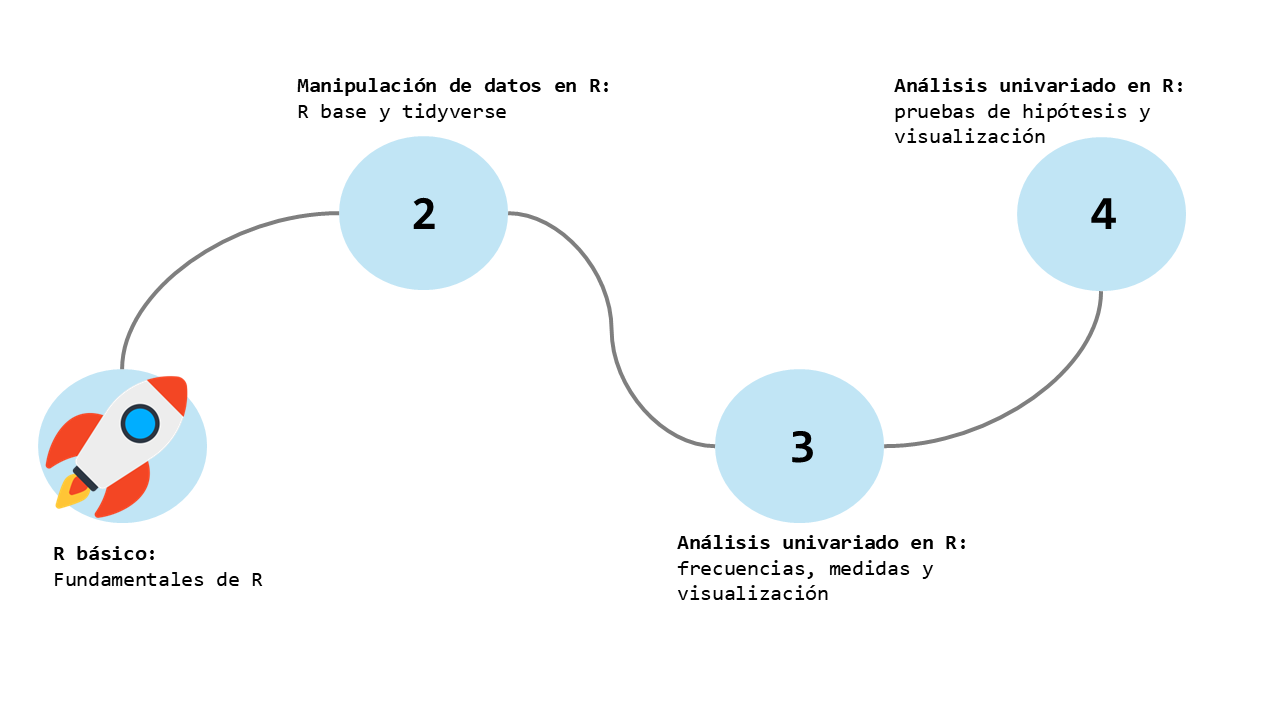 R básico:
Fundamentales de R
Manipulación de datos en R:
R base y tidyverse
2
3
Análisis univariado en R:
frecuencias, medidas y
visualización
Análisis univariado en R:
pruebas de hipótesis y
visualización
4